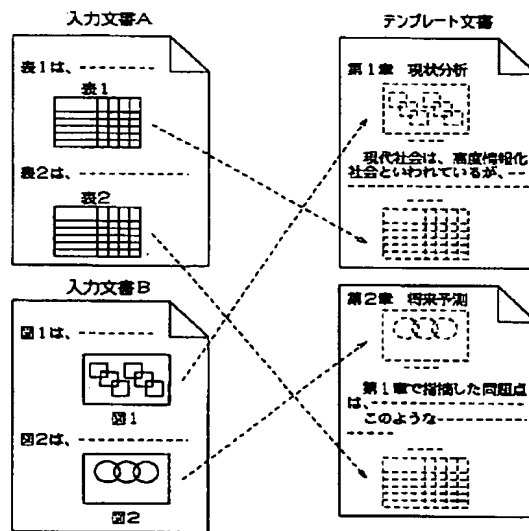 入力文書A
表1は、
表1
表2は、
表2
入力文書B
図1は、
図1
図2は、
図2
テンプレート文書
第1章 現状分析
現代社会は、高度情報化
社会といわれているが、
第2章 将来予測
第1章で指摘した問題点
は、
このような